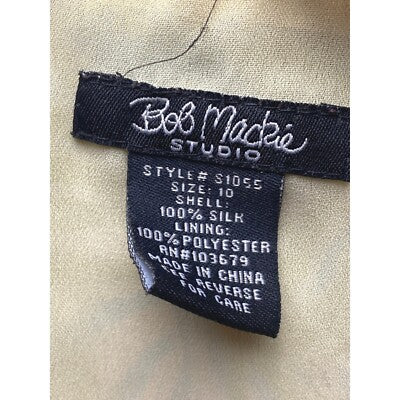 Bob Mackie
STUDIO
STYLE# S1055
SIZE: 10
SHELL:
100% SILK
LINING:
100% POLYESTER
RN#103679
MADE IN CHINA
SEE REVERSE
FOR CARE